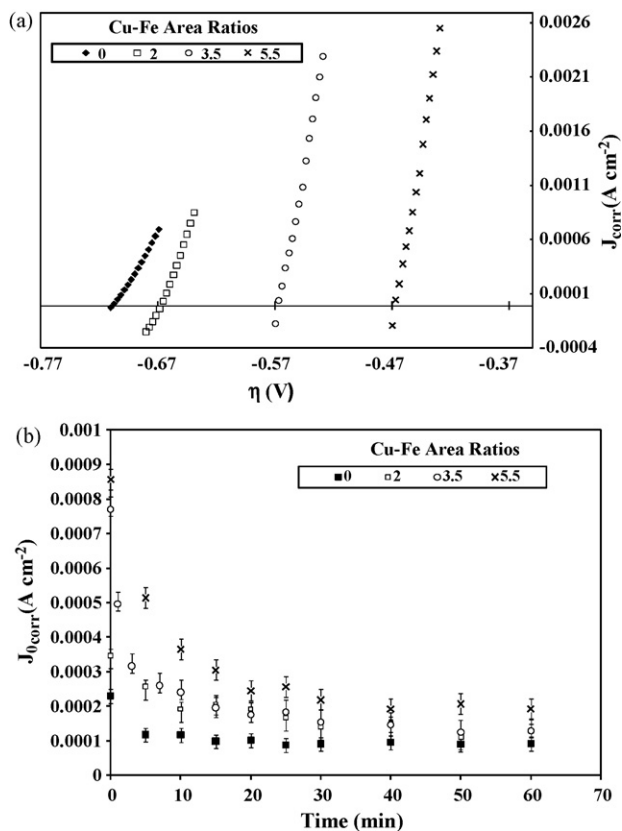 (a)
Cu-Fe Area Ratios
0 2 3.5 5.5
0.0026
0.0021
0.0016
0.0011
0.0006
0.0001
-0.0004
J_corr(A cm⁻²)
-0.77 -0.67 -0.57 -0.47 -0.37
η (V)
(b)
Cu-Fe Area Ratios
0 2 3.5 5.5
0.001
0.0009
0.0008
0.0007
0.0006
0.0005
0.0004
0.0003
0.0002
0.0001
0
J_0corr(A cm⁻²)
0 10 20 30 40 50 60 70
Time (min)